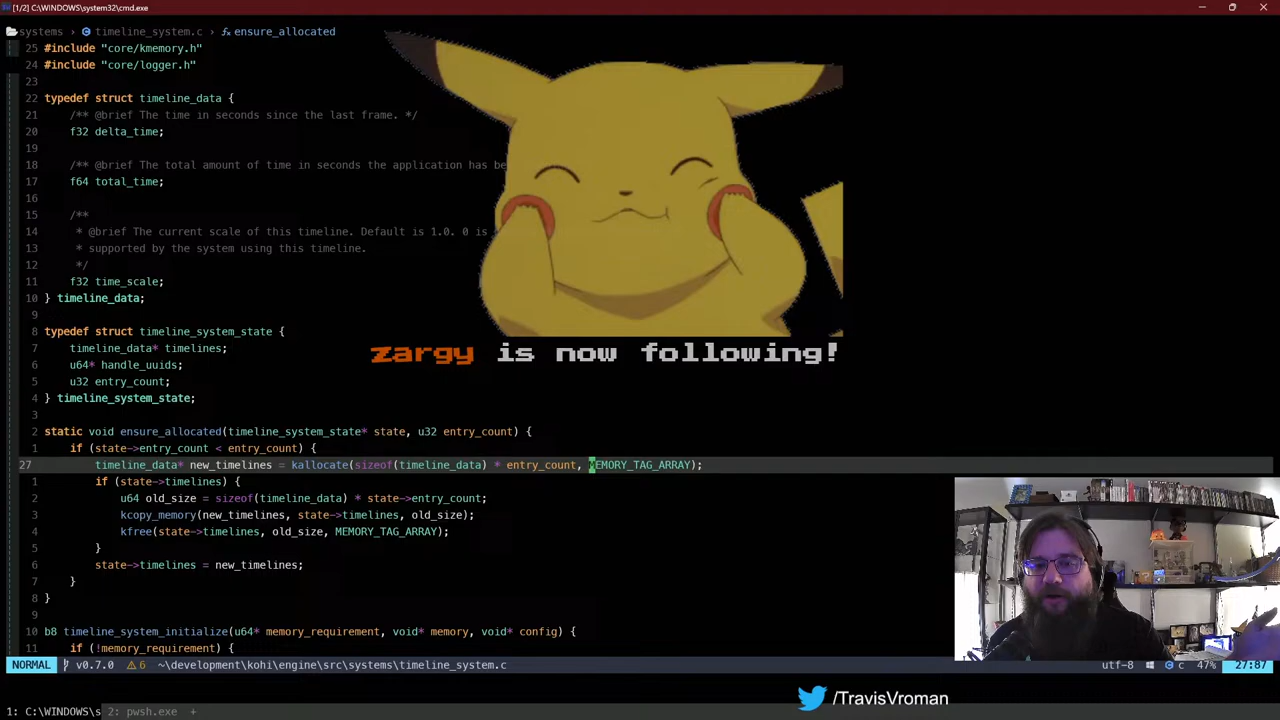 [1/2] C:\WINDOWS\system32\cmd.exe
systems > C timeline_system.c > fx ensure_allocated
25 #include "core/kmemory.h"
24 #include "core/logger.h"
23
22 typedef struct timeline_data {
21 /** @brief The time in seconds since the last frame. */
20 f32 delta_time;
19
18 /** @brief The total amount of time in seconds the application has be
17 f64 total_time;
16
15 /**
14 * @brief The current scale of this timeline. Default is 1.0. 0 is
13 * supported by the system using this timeline.
12 */
11 f32 time_scale;
10 } timeline_data;
9
8 typedef struct timeline_system_state {
7 timeline_data* timelines;
6 u64* handle_uuids;
5 u32 entry_count;
4 } timeline_system_state;
3
2 static void ensure_allocated(timeline_system_state* state, u32 entry_count) {
1 if (state->entry_count < entry_count) {
27 timeline_data* new_timelines = kallocate(sizeof(timeline_data) * entry_count, MEMORY_TAG_ARRAY);
1 if (state->timelines) {
2 u64 old_size = sizeof(timeline_data) * state->entry_count;
3 kcopy_memory(new_timelines, state->timelines, old_size);
4 kfree(state->timelines, old_size, MEMORY_TAG_ARRAY);
5 }
6 state->timelines = new_timelines;
7 }
8 }
9
10 b8 timeline_system_initialize(u64* memory_requirement, void* memory, void* config) {
11 if (!memory_requirement) {
zargy is now following!
NORMAL v0.7.0 6 ~\development\kohi\engine\src\systems\timeline_system.c utf-8 C c 47% 27:87
/TravisVroman
1: C:\WINDOWS\s 2: pwsh.exe +